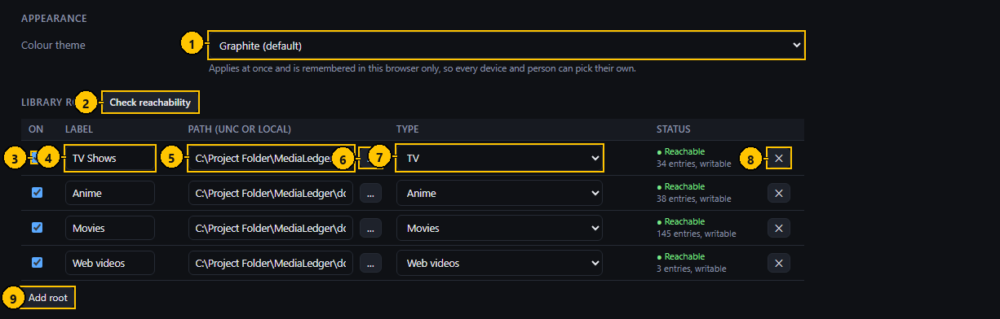 APPEARANCE
Colour theme
1
Graphite (default)
Applies at once and is remembered in this browser only, so every device and person can pick their own.
LIBRARY
2
Check reachability
ON LABEL PATH (UNC OR LOCAL) TYPE STATUS
3 4 TV Shows 5 C:\Project Folder\MediaLedger 6 7 TV ● Reachable 8 ×
34 entries, writable
Anime C:\Project Folder\MediaLedger\dc ... Anime ● Reachable ×
38 entries, writable
Movies C:\Project Folder\MediaLedger\dc ... Movies ● Reachable ×
145 entries, writable
Web videos C:\Project Folder\MediaLedger\dc ... Web videos ● Reachable ×
3 entries, writable
9 Add root